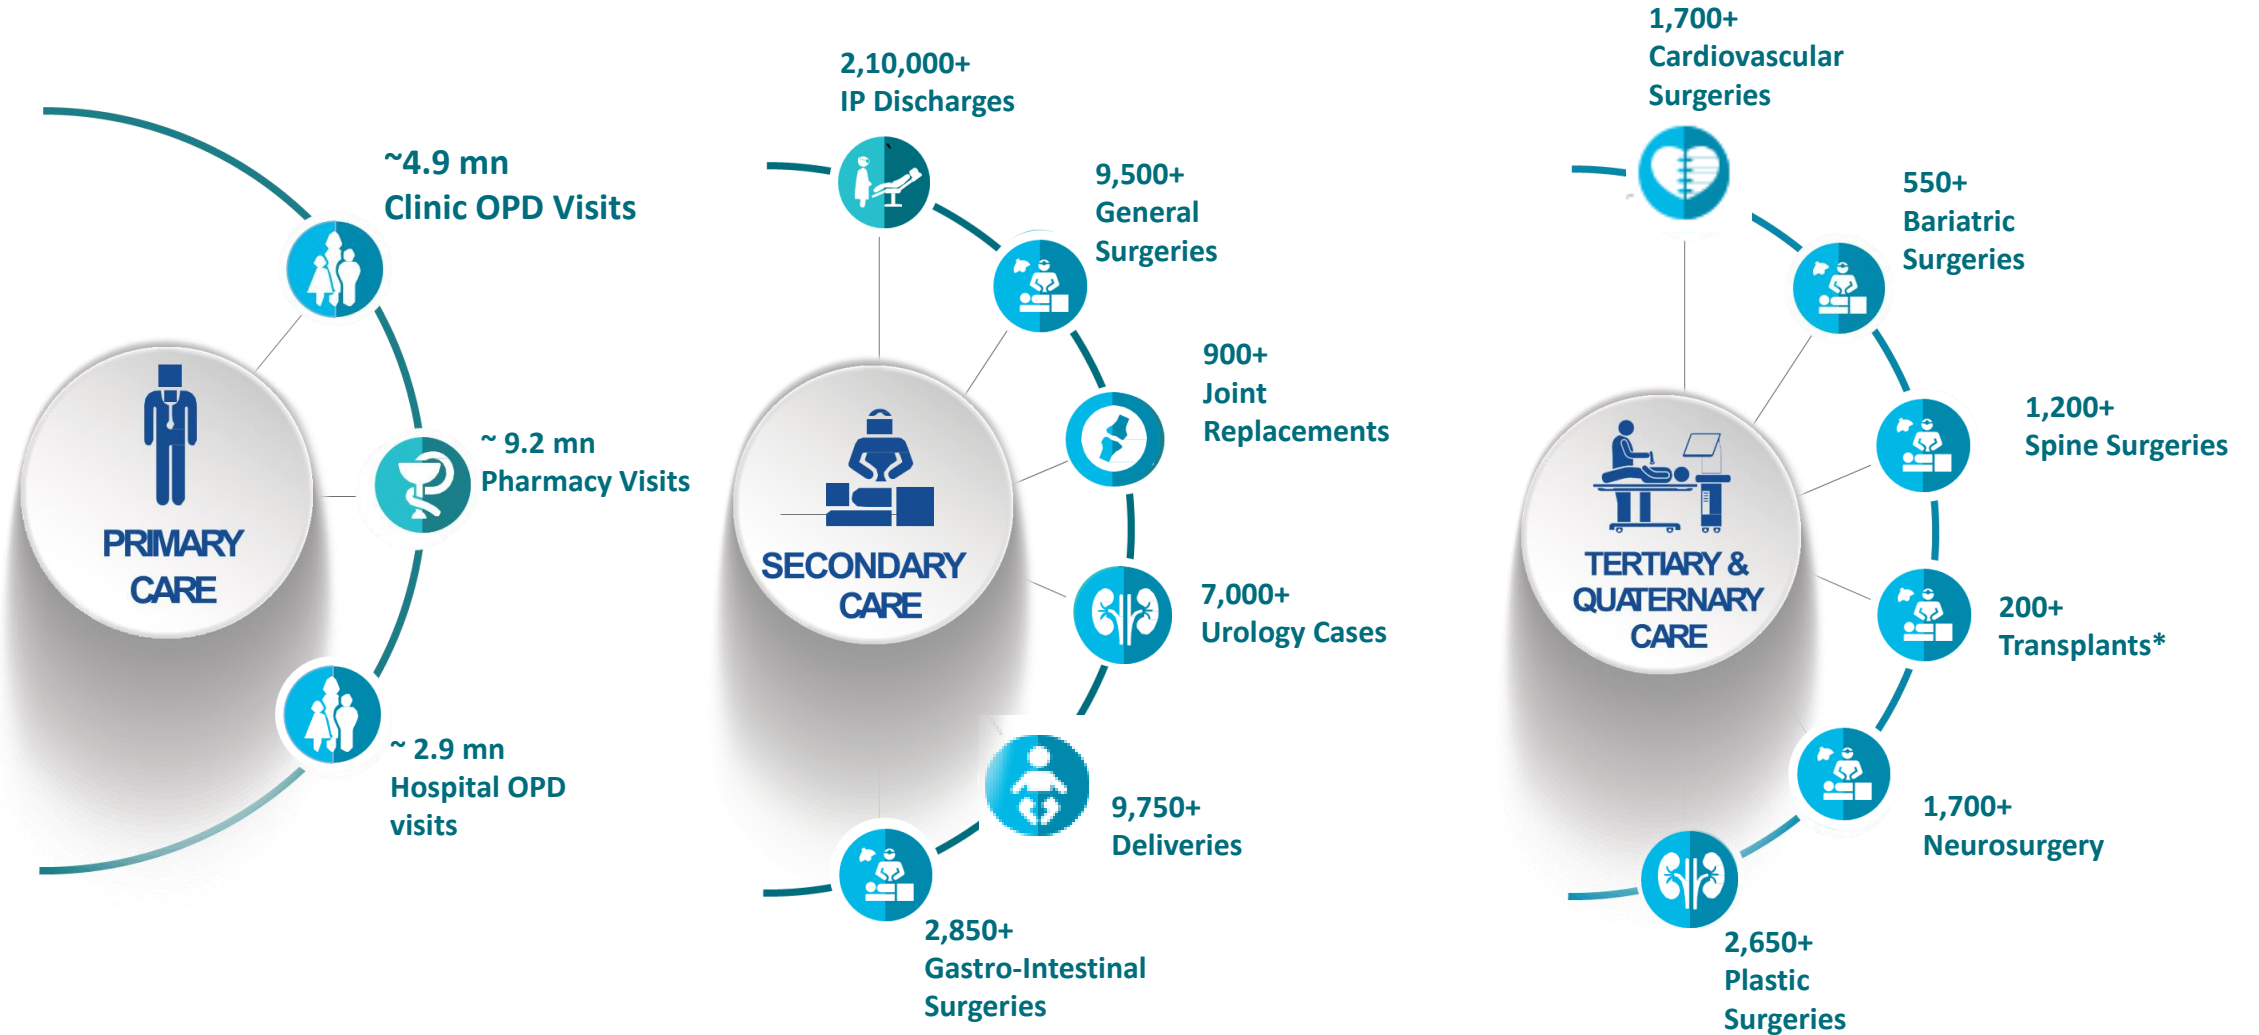 ~4.9 mn
Clinic OPD Visits
~ 9.2 mn
Pharmacy Visits
PRIMARY
CARE
~ 2.9 mn
Hospital OPD
visits
2,10,000+
IP Discharges
9,500+
General
Surgeries
900+
Joint
Replacements
SECONDARY
CARE
7,000+
Urology Cases
9,750+
Deliveries
2,850+
Gastro-Intestinal
Surgeries
1,700+
Cardiovascular
Surgeries
550+
Bariatric
Surgeries
1,200+
Spine Surgeries
TERTIARY &
QUATERNARY
CARE
200+
Transplants*
1,700+
Neurosurgery
2,650+
Plastic
Surgeries